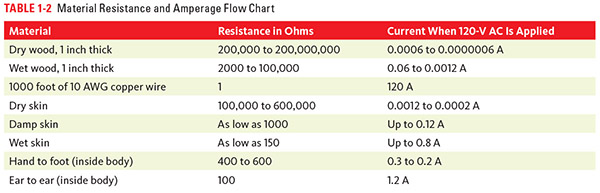 TABLE 1-2 Material Resistance and Amperage Flow Chart
Material Resistance in Ohms Current When 120-V AC Is Applied
Dry wood, 1 inch thick 200,000 to 200,000,000 0.0006 to 0.0000006 A
Wet wood, 1 inch thick 2000 to 100,000 0.06 to 0.0012 A
1000 foot of 10 AWG copper wire 1 120 A
Dry skin 100,000 to 600,000 0.0012 to 0.0002 A
Damp skin As low as 1000 Up to 0.12 A
Wet skin As low as 150 Up to 0.8 A
Hand to foot (inside body) 400 to 600 0.3 to 0.2 A
Ear to ear (inside body) 100 1.2 A